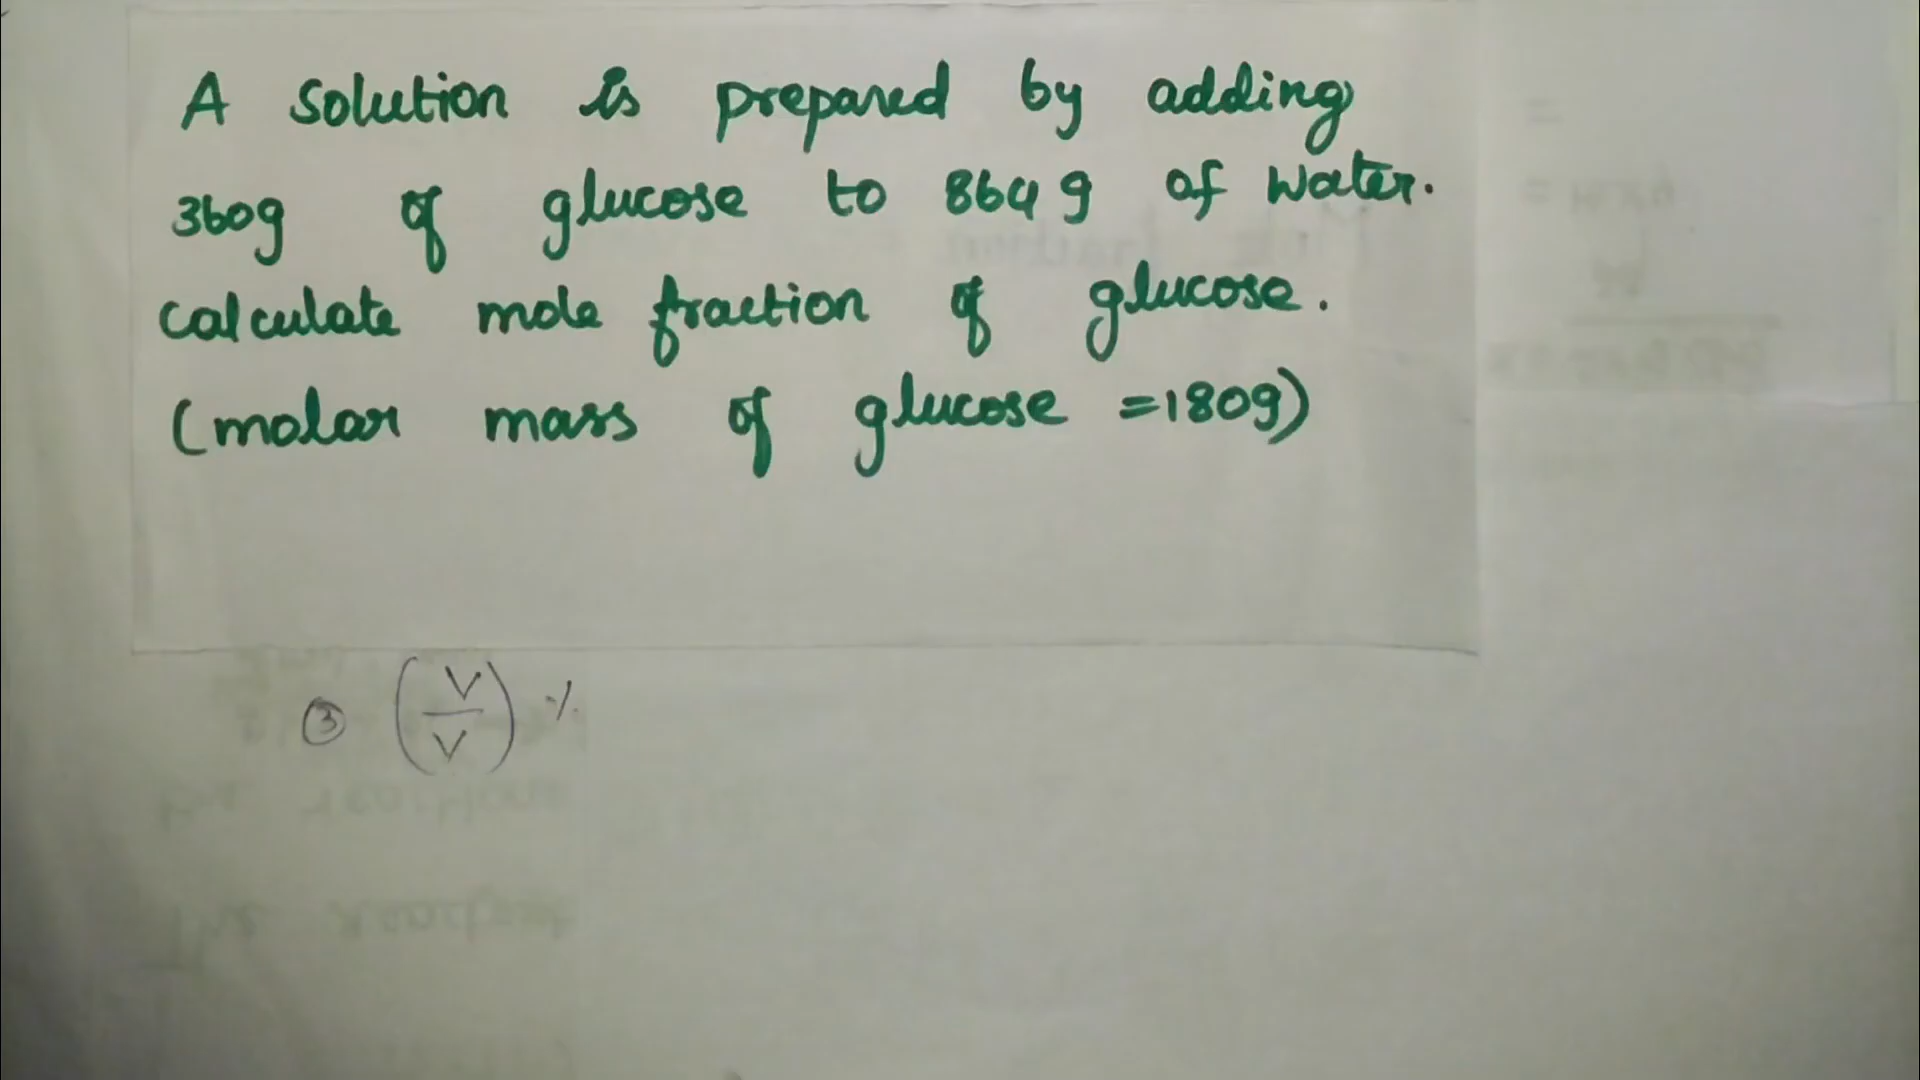 A solution is prepared by adding
360g of glucose to 864 g of water.
calculate mole fraction of glucose.
(molar mass of glucose =180g)
③ (V/V) %